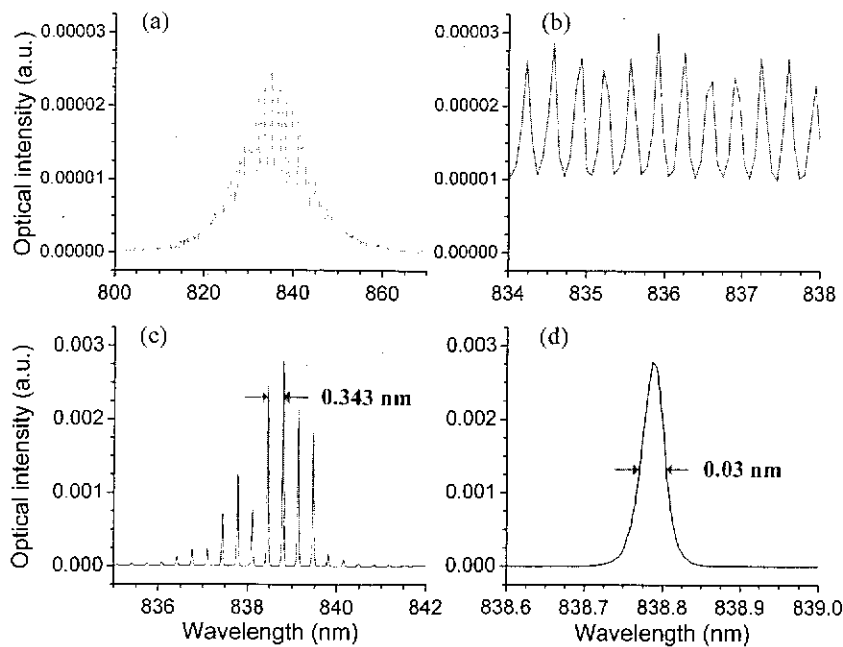 (a)
Optical intensity (a.u.)
0.00003
0.00002
0.00001
0.00000
800 820 840 860
(b)
0.00003
0.00002
0.00001
0.00000
834 835 836 837 838
(c)
Optical intensity (a.u.)
0.003
0.002
0.001
0.000
0.343 nm
836 838 840 842
Wavelength (nm)
(d)
0.003
0.002
0.001
0.000
0.03 nm
838.6 838.7 838.8 838.9 839.0
Wavelength (nm)